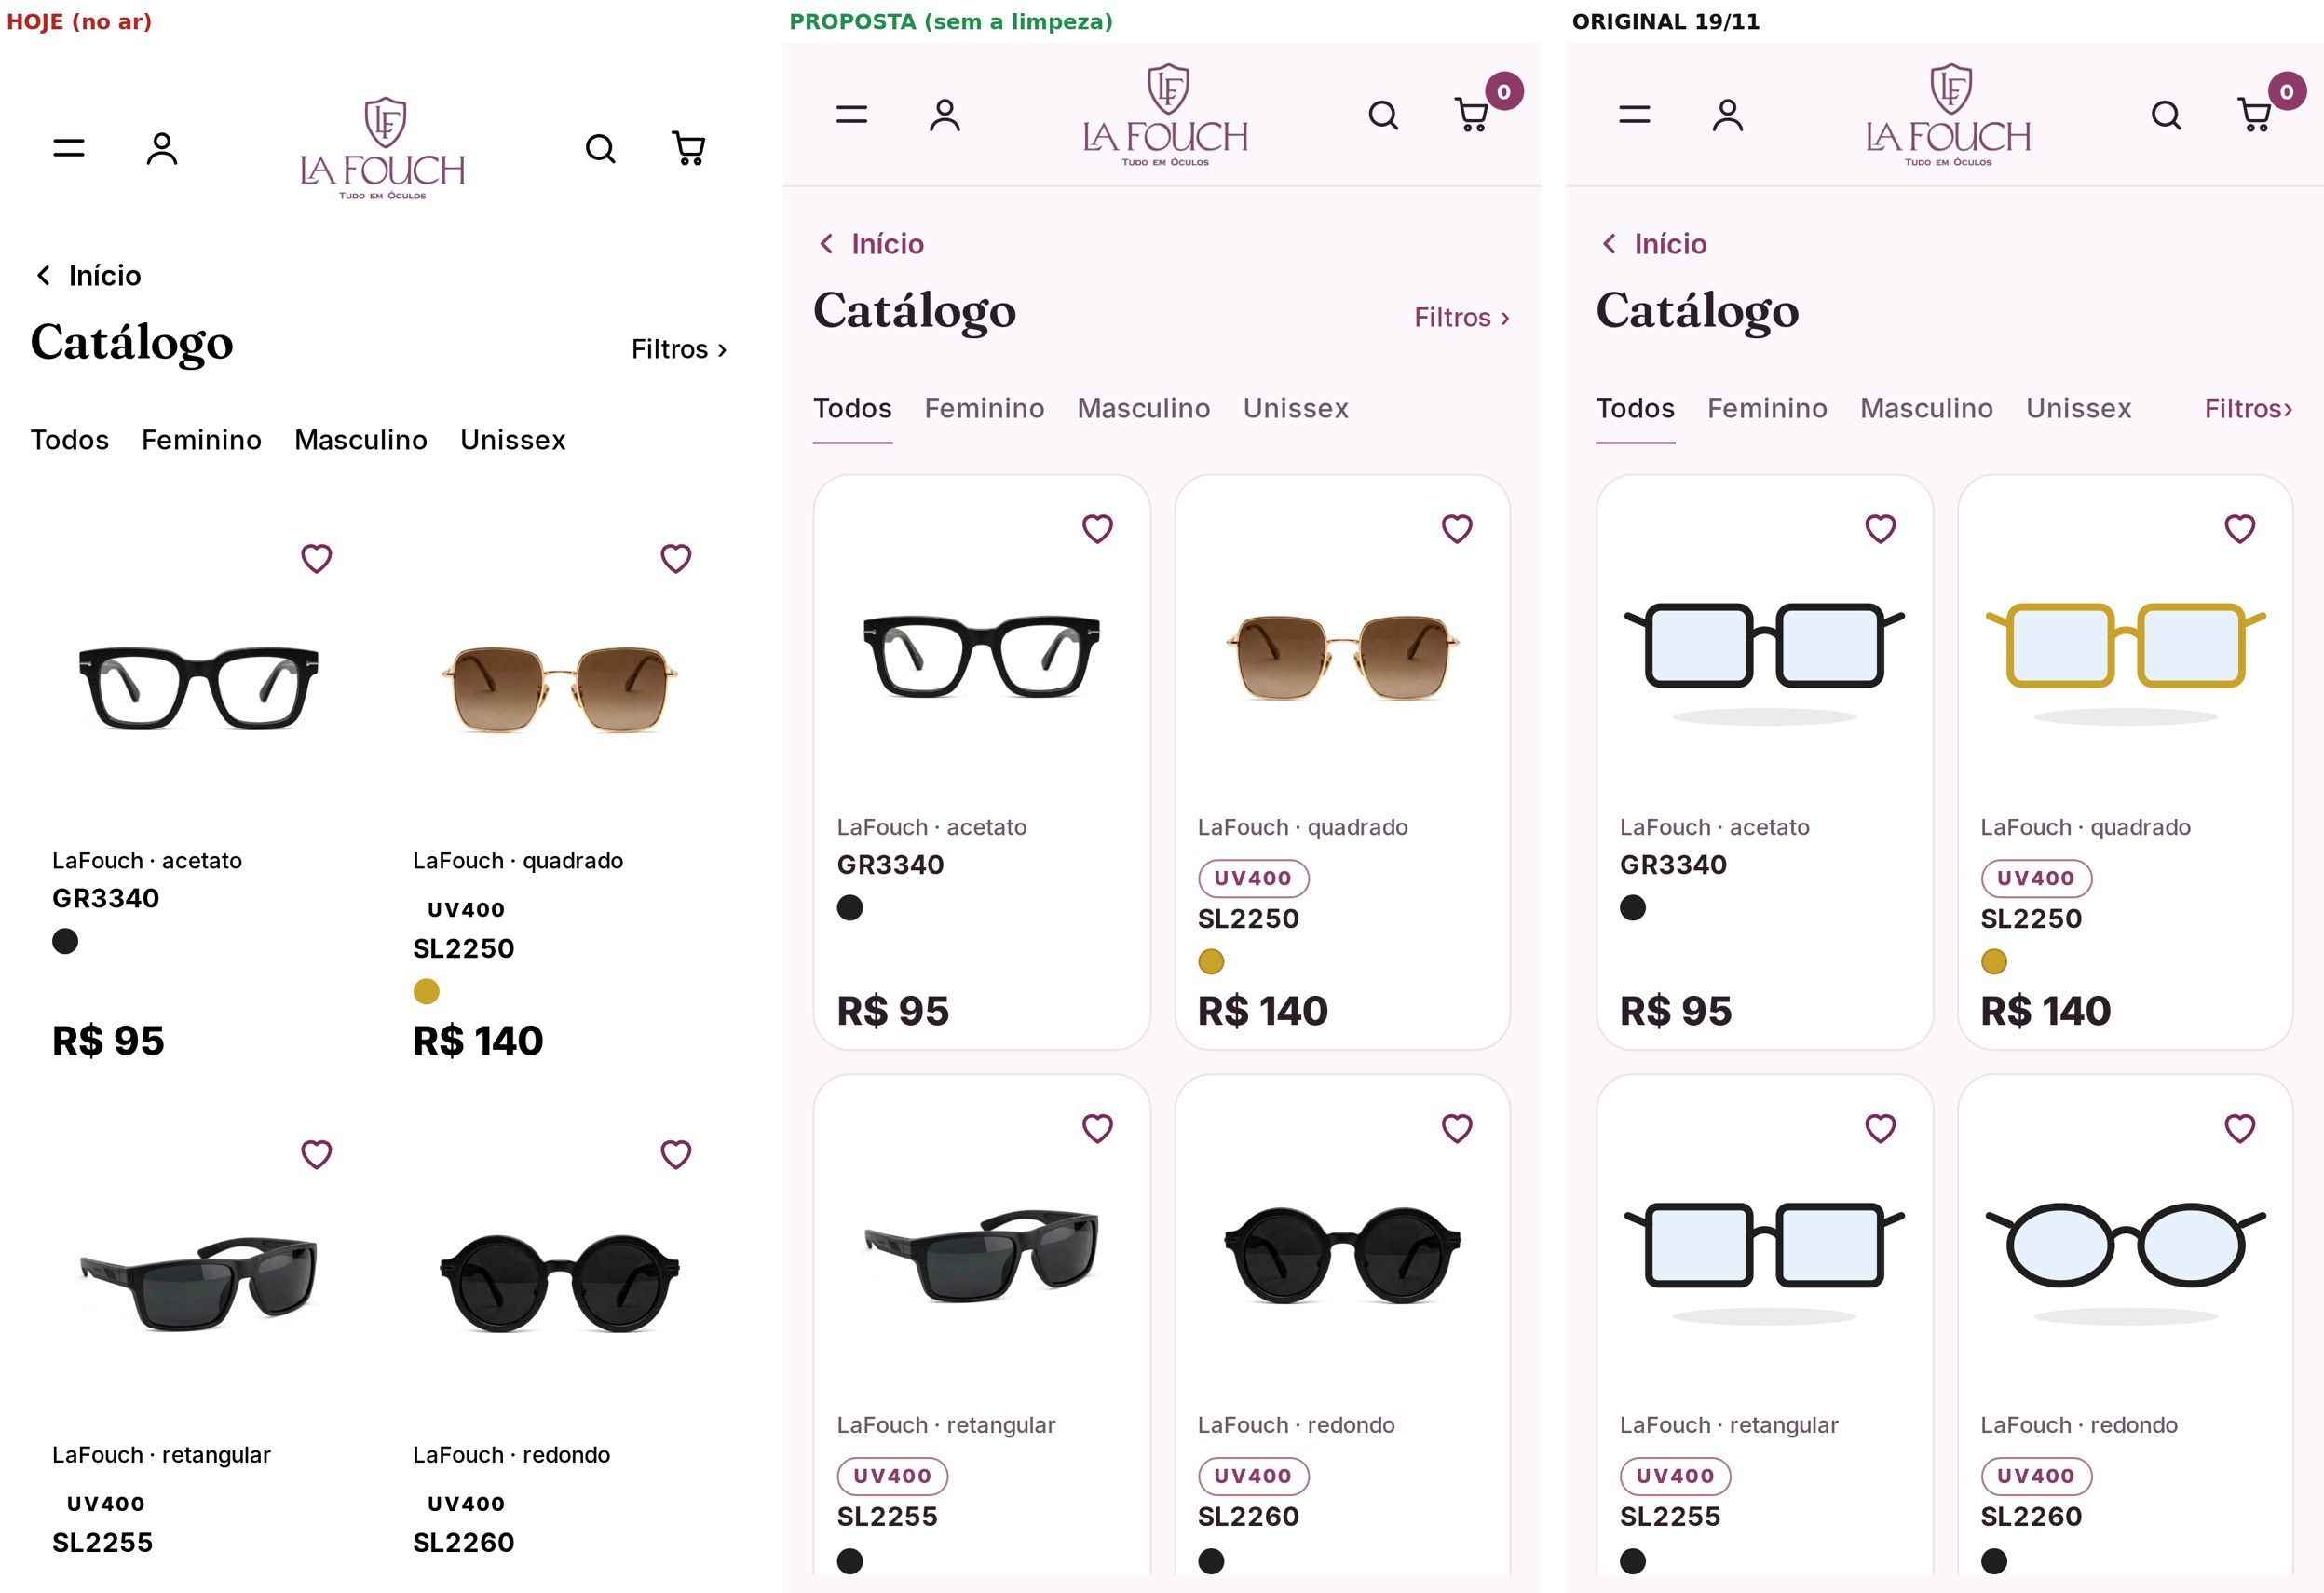 HOJE (no ar)
LF
LA FOUCH
TUDO EM ÓCULOS
Início
Catálogo
Filtros ›
Todos Feminino Masculino Unissex
LaFouch · acetato
GR3340
R$ 95
LaFouch · quadrado
UV400
SL2250
R$ 140
LaFouch · retangular
UV400
SL2255
LaFouch · redondo
UV400
SL2260
PROPOSTA (sem a limpeza)
LF
LA FOUCH
TUDO EM ÓCULOS
0
Início
Catálogo
Filtros ›
Todos Feminino Masculino Unissex
LaFouch · acetato
GR3340
R$ 95
LaFouch · quadrado
UV400
SL2250
R$ 140
LaFouch · retangular
UV400
SL2255
LaFouch · redondo
UV400
SL2260
ORIGINAL 19/11
LF
LA FOUCH
TUDO EM ÓCULOS
0
Início
Catálogo
Todos Feminino Masculino Unissex Filtros›
LaFouch · acetato
GR3340
R$ 95
LaFouch · quadrado
UV400
SL2250
R$ 140
LaFouch · retangular
UV400
SL2255
LaFouch · redondo
UV400
SL2260